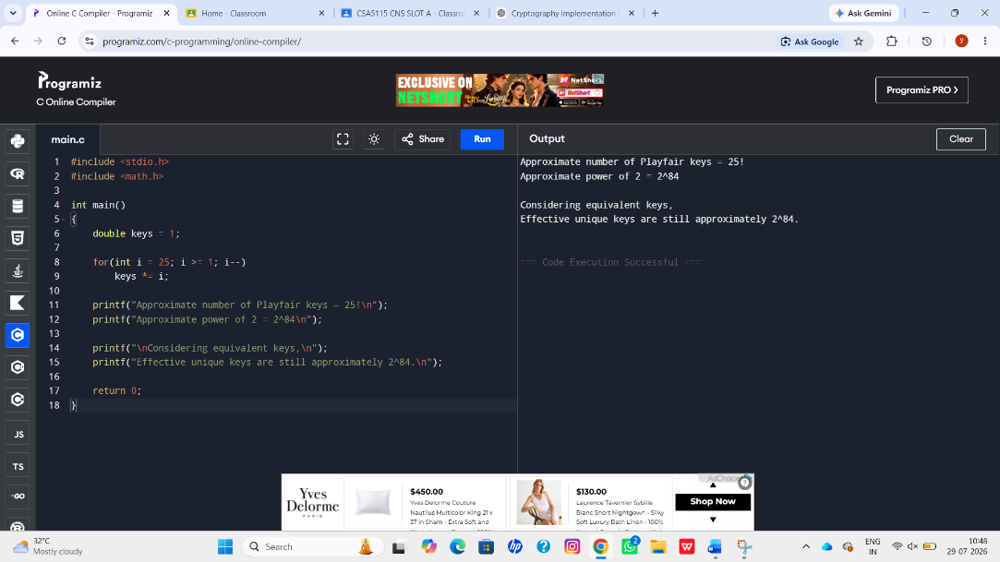 Online C Compiler - Programiz
Home - Classroom
CSA5115 CNS SLOT A - Classro
Cryptography Implementation
Ask Gemini
programiz.com/c-programming/online-compiler/
Ask Google
y
Programiz
C Online Compiler
EXCLUSIVE ON
NETSHORT
NetShort
Programiz PRO >
main.c
Share
Run
Output
Clear
1 #include <stdio.h>
2 #include <math.h>
3
4 int main()
5 {
6     double keys = 1;
7
8     for(int i = 25; i >= 1; i--)
9         keys *= i;
10
11     printf("Approximate number of Playfair keys = 25!\n");
12     printf("Approximate power of 2 = 2^84\n");
13
14     printf("\nConsidering equivalent keys,\n");
15     printf("Effective unique keys are still approximately 2^84.\n");
16
17     return 0;
18 }
Approximate number of Playfair keys = 25!
Approximate power of 2 = 2^84
Considering equivalent keys,
Effective unique keys are still approximately 2^84.
=== Code Execution Successful ===
JS
TS
GO
Yves
Delorme
PARIS
$450.00
Yves Delorme Couture
Nautilus Multicolor King 21 x
37 in Sham - Extra Soft and
$130.00
Laurence Tavernier Sybille
Blanc Short Nightgown - Silky
Soft Luxury Bath Linen - 100%
AdChoices
Shop Now
32°C
Mostly cloudy
Search
2
ENG
IN
10:48
29-07-2026